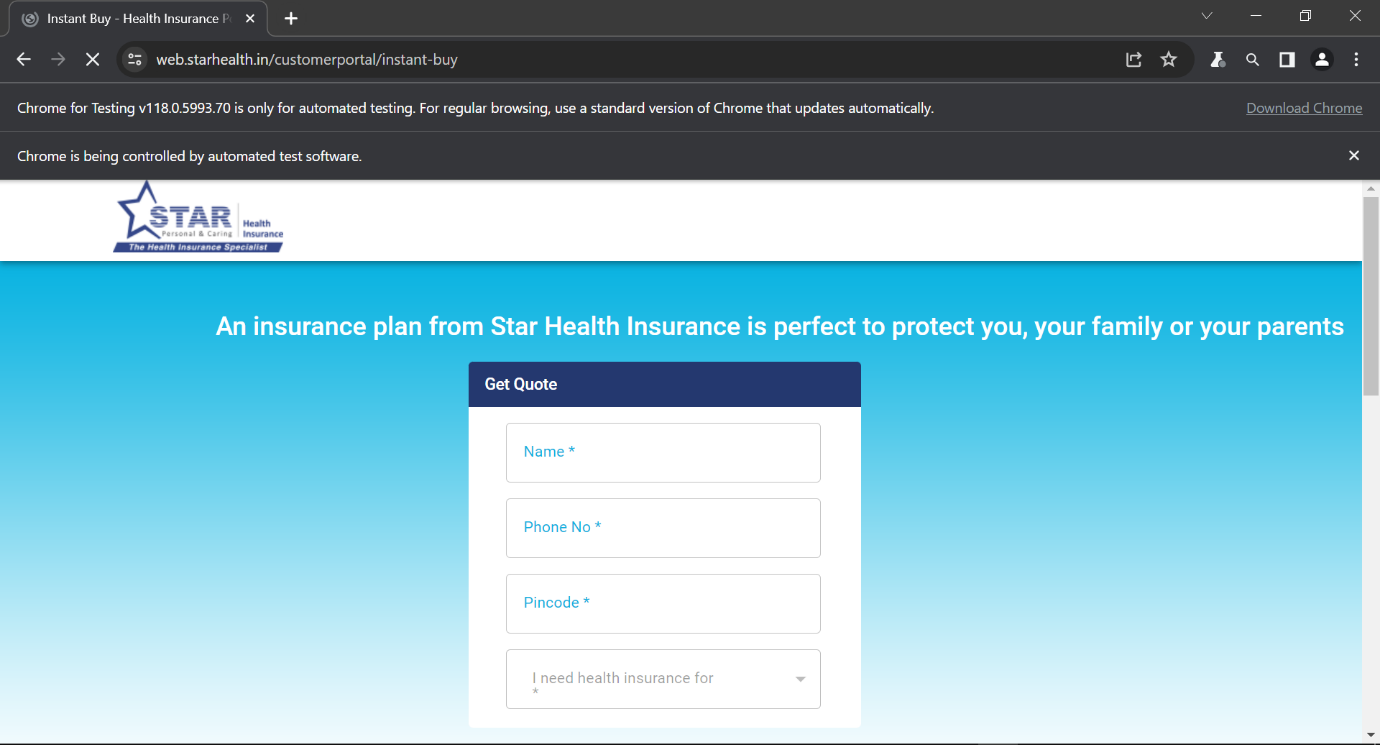 Instant Buy - Health Insurance P
web.starhealth.in/customerportal/instant-buy
Chrome for Testing v118.0.5993.70 is only for automated testing. For regular browsing, use a standard version of Chrome that updates automatically.
Download Chrome
Chrome is being controlled by automated test software.
STAR Health
Personal & Caring Insurance
The Health Insurance Specialist
An insurance plan from Star Health Insurance is perfect to protect you, your family or your parents
Get Quote
Name *
Phone No *
Pincode *
I need health insurance for
*